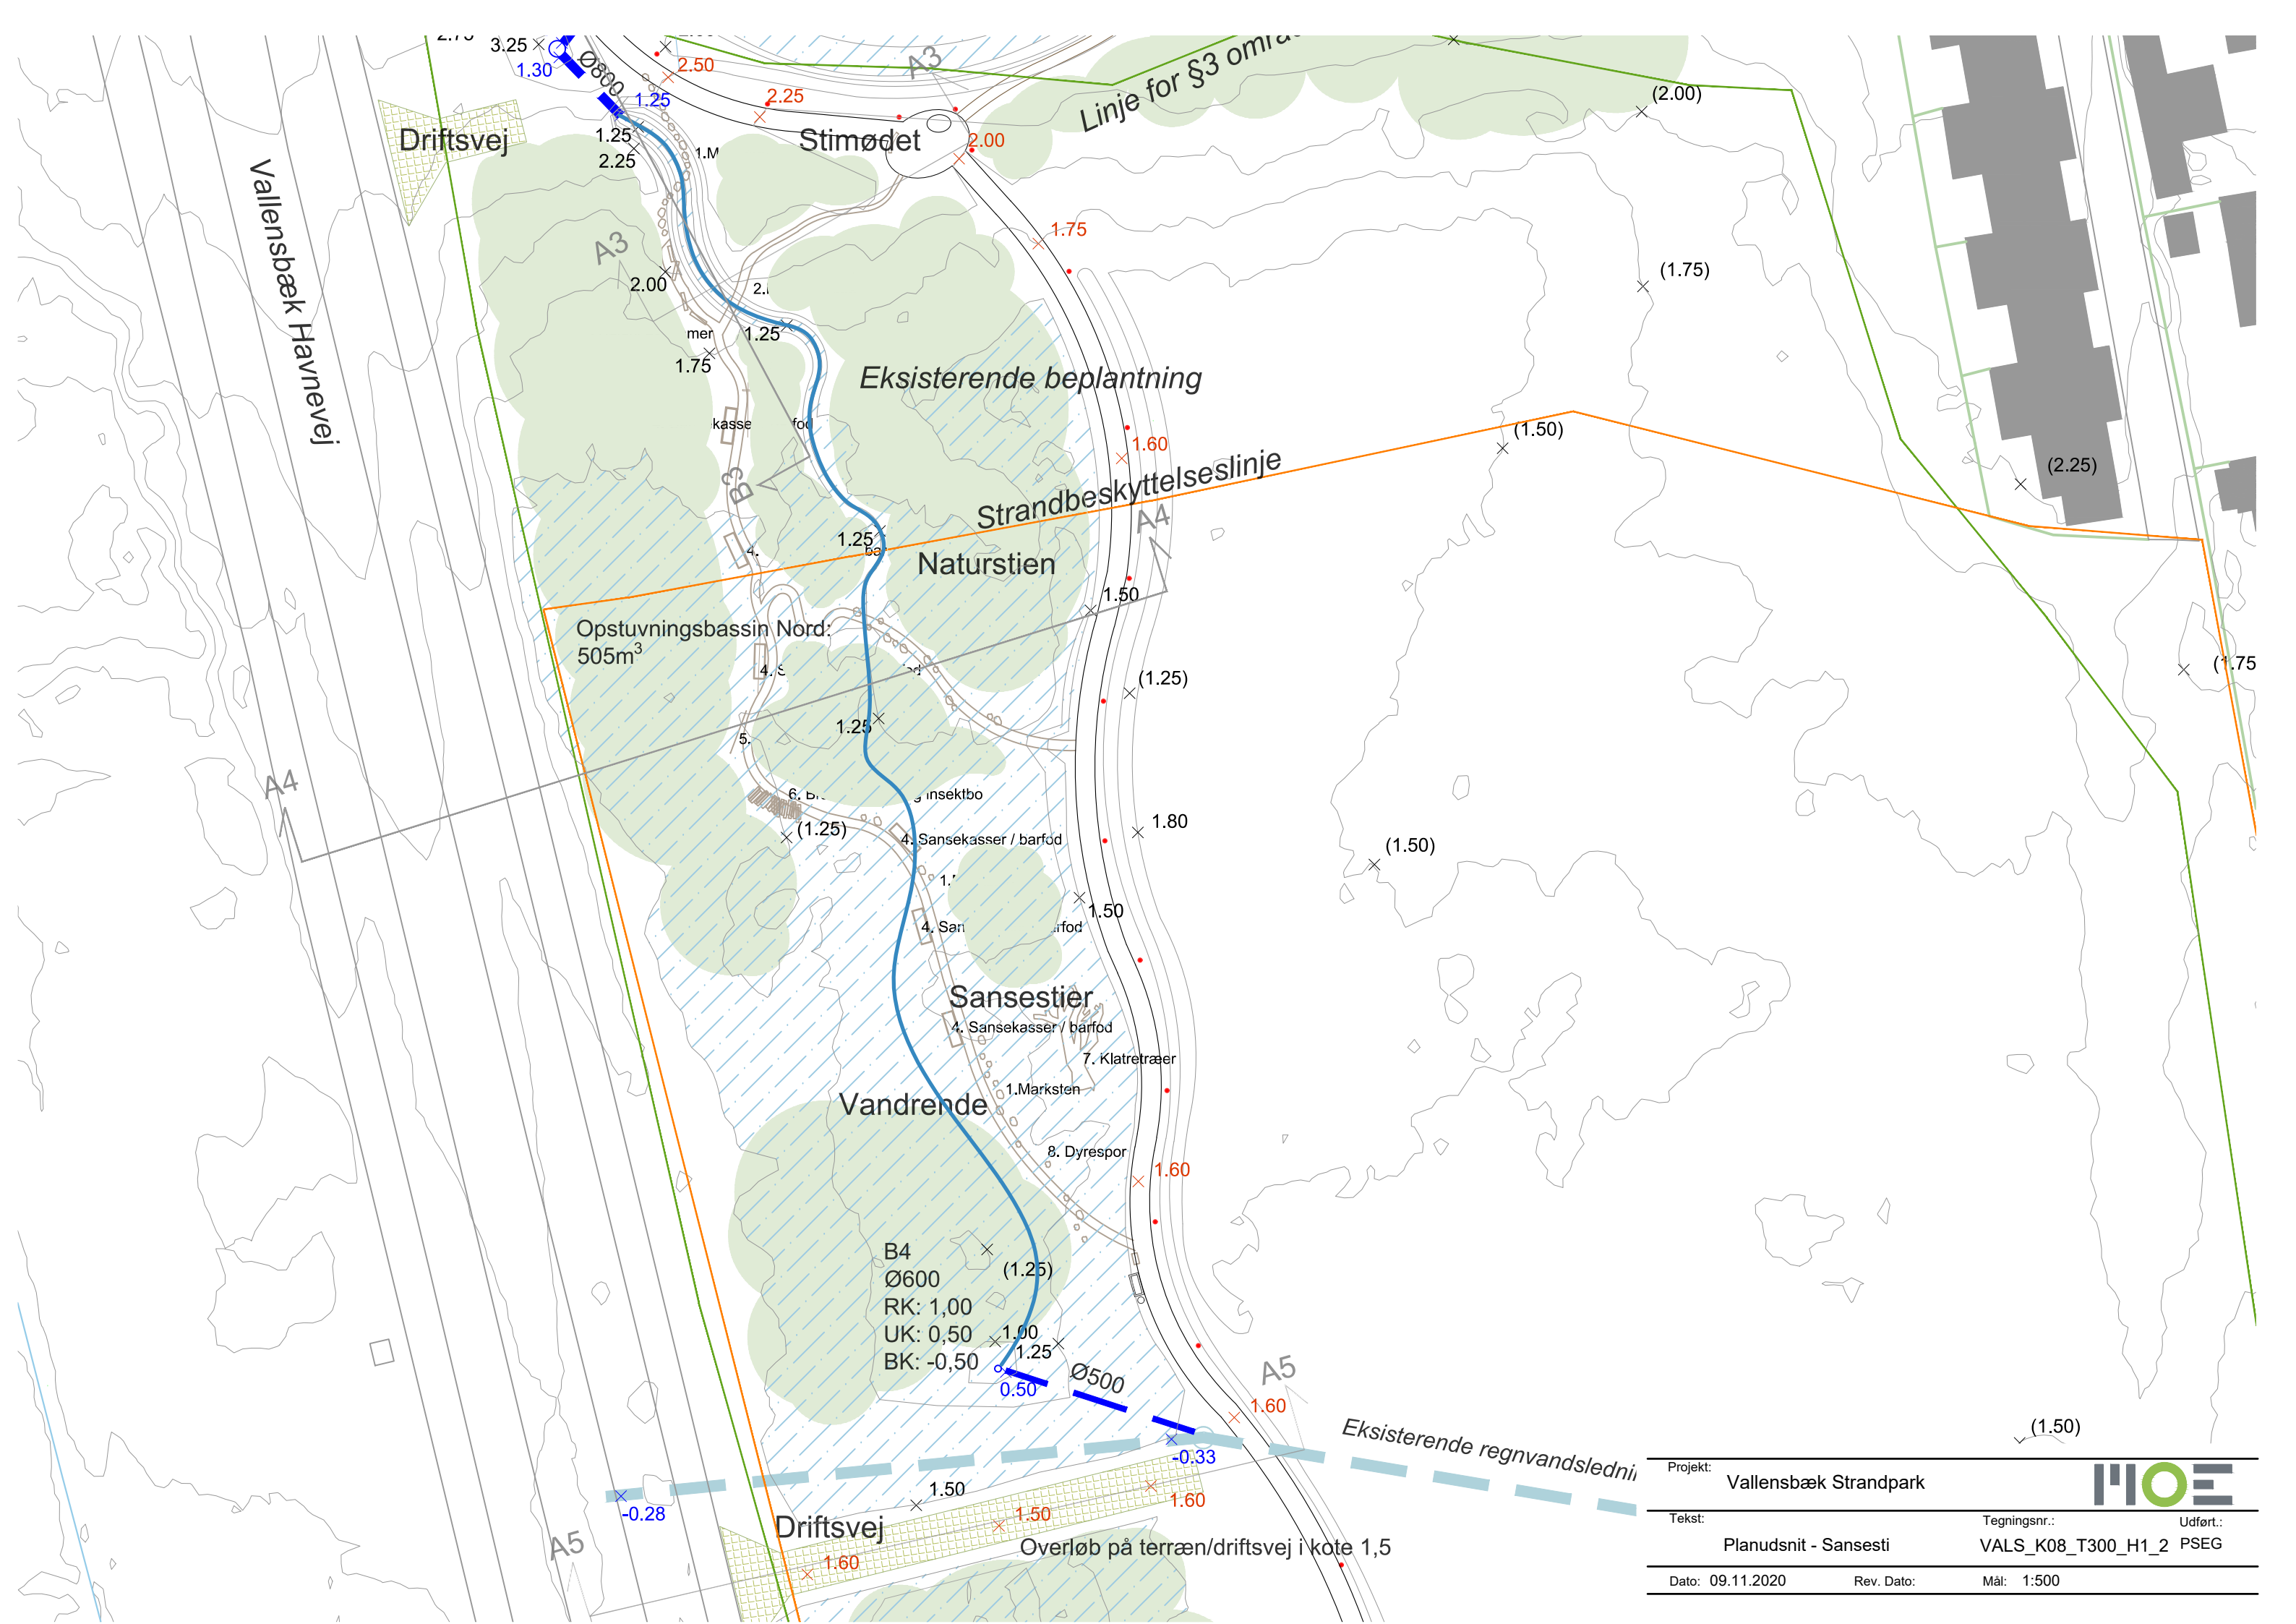 3.25
1.30
Ø800
1.25
2.50
2.25
A3
Linje for §3
(2.00)
Driftsvej
1.25
2.25
Stimødet
2.00
Vallensbæk Havnevej
A3
1.75
(1.75)
2.00
1.25
1.75
Eksisterende beplantning
1.60
(1.50)
Strandbeskyttelseslinje
(2.25)
B3
A4
1.25
Naturstien
1.50
Opstuvningsbassin Nord:
505m³
(1.25)
1.25
5.
A4
6.
insektbo
(1.25)
4. Sansekasser / barfod
1.80
(1.50)
1.50
4.
Sansestier
4. Sansekasser / barfod
7. Klatretræer
1.Marksten
Vandrende
8. Dyrespor
1.60
B4
Ø600
RK: 1,00
UK: 0,50
BK: -0,50
(1.25)
1.00
1.25
0.50
Ø500
A5
1.60
Eksisterende
-0.33
(1.50)
-0.28
1.50
1.60
1.50
Driftsvej
A5
1.60
Overløb på terræn/driftsvej i kote 1,5
Projekt:
Vallensbæk Strandpark
MOE
Tekst:
Planudsnit - Sansesti
Tegningsnr.:
VALS_K08_T300_H1_2
Udført.:
PSEG
Dato: 09.11.2020
Rev. Dato:
Mål: 1:500